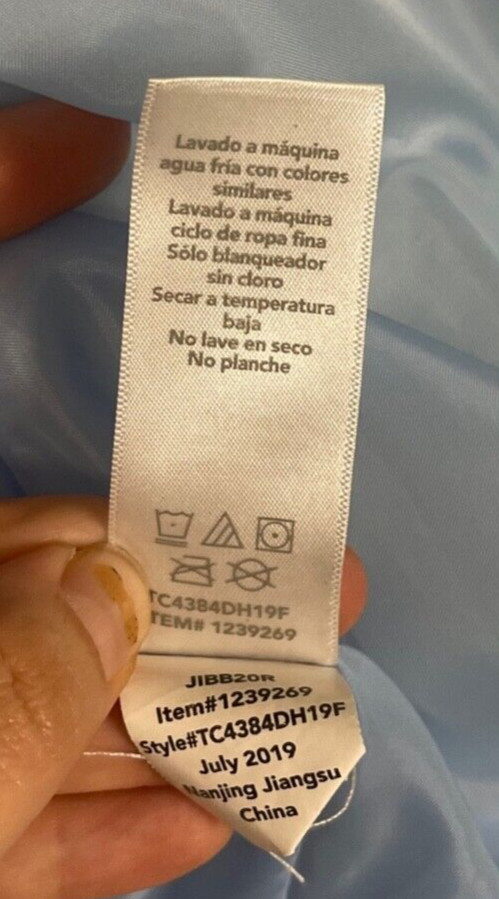 Lavado a máquina
agua fría con colores
similares
Lavado a máquina
ciclo de ropa fina
Sólo blanqueador
sin cloro
Secar a temperatura
baja
No lave en seco
No planche
TC4384DH19F
ITEM# 1239269
JIBB20R
Item#1239269
Style#TC4384DH19F
July 2019
Nanjing Jiangsu
China